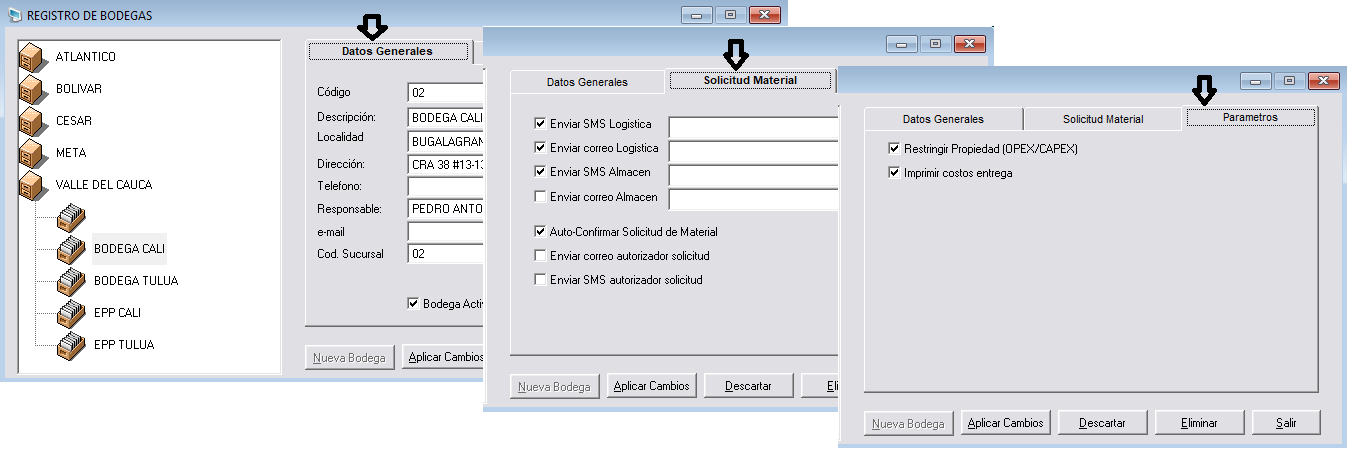 REGISTRO DE BODEGAS
ATLANTICO
BOLIVAR
CESAR
META
VALLE DEL CAUCA
BODEGA CALI
BODEGA TULUA
EPP CALI
EPP TULUA
Datos Generales
Código 02
Descripción: BODEGA CALI
Localidad BUGALAGRAN
Dirección: CRA 38 #13-13
Telefono:
Responsable: PEDRO ANTO
e-mail
Cod. Sucursal 02
Bodega Activ
Nueva Bodega Aplicar Cambios
Datos Generales Solicitud Material
Enviar SMS Logistica
Enviar correo Logistica
Enviar SMS Almacen
Enviar correo Almacen
Auto-Confirmar Solicitud de Material
Enviar correo autorizador solicitud
Enviar SMS autorizador solicitud
Nueva Bodega Aplicar Cambios Descartar Eli
Datos Generales Solicitud Material Parametros
Restringir Propiedad (OPEX/CAPEX)
Imprimir costos entrega
Nueva Bodega Aplicar Cambios Descartar Eliminar Salir